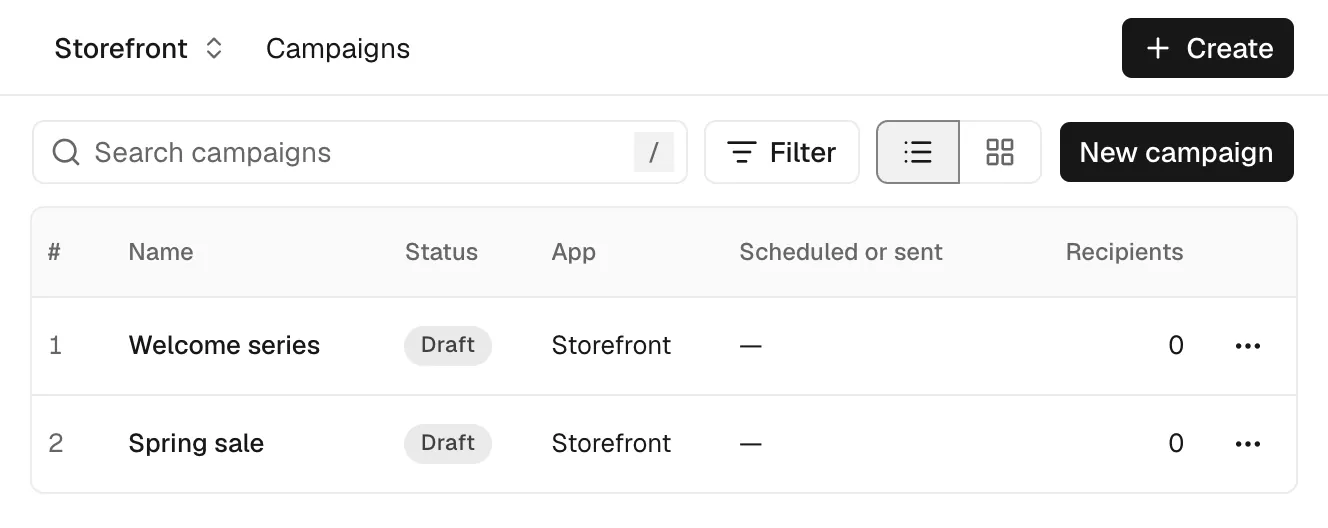 Storefront Campaigns + Create
Search campaigns / Filter New campaign
# Name Status App Scheduled or sent Recipients
1 Welcome series Draft Storefront — 0 •••
2 Spring sale Draft Storefront — 0 •••